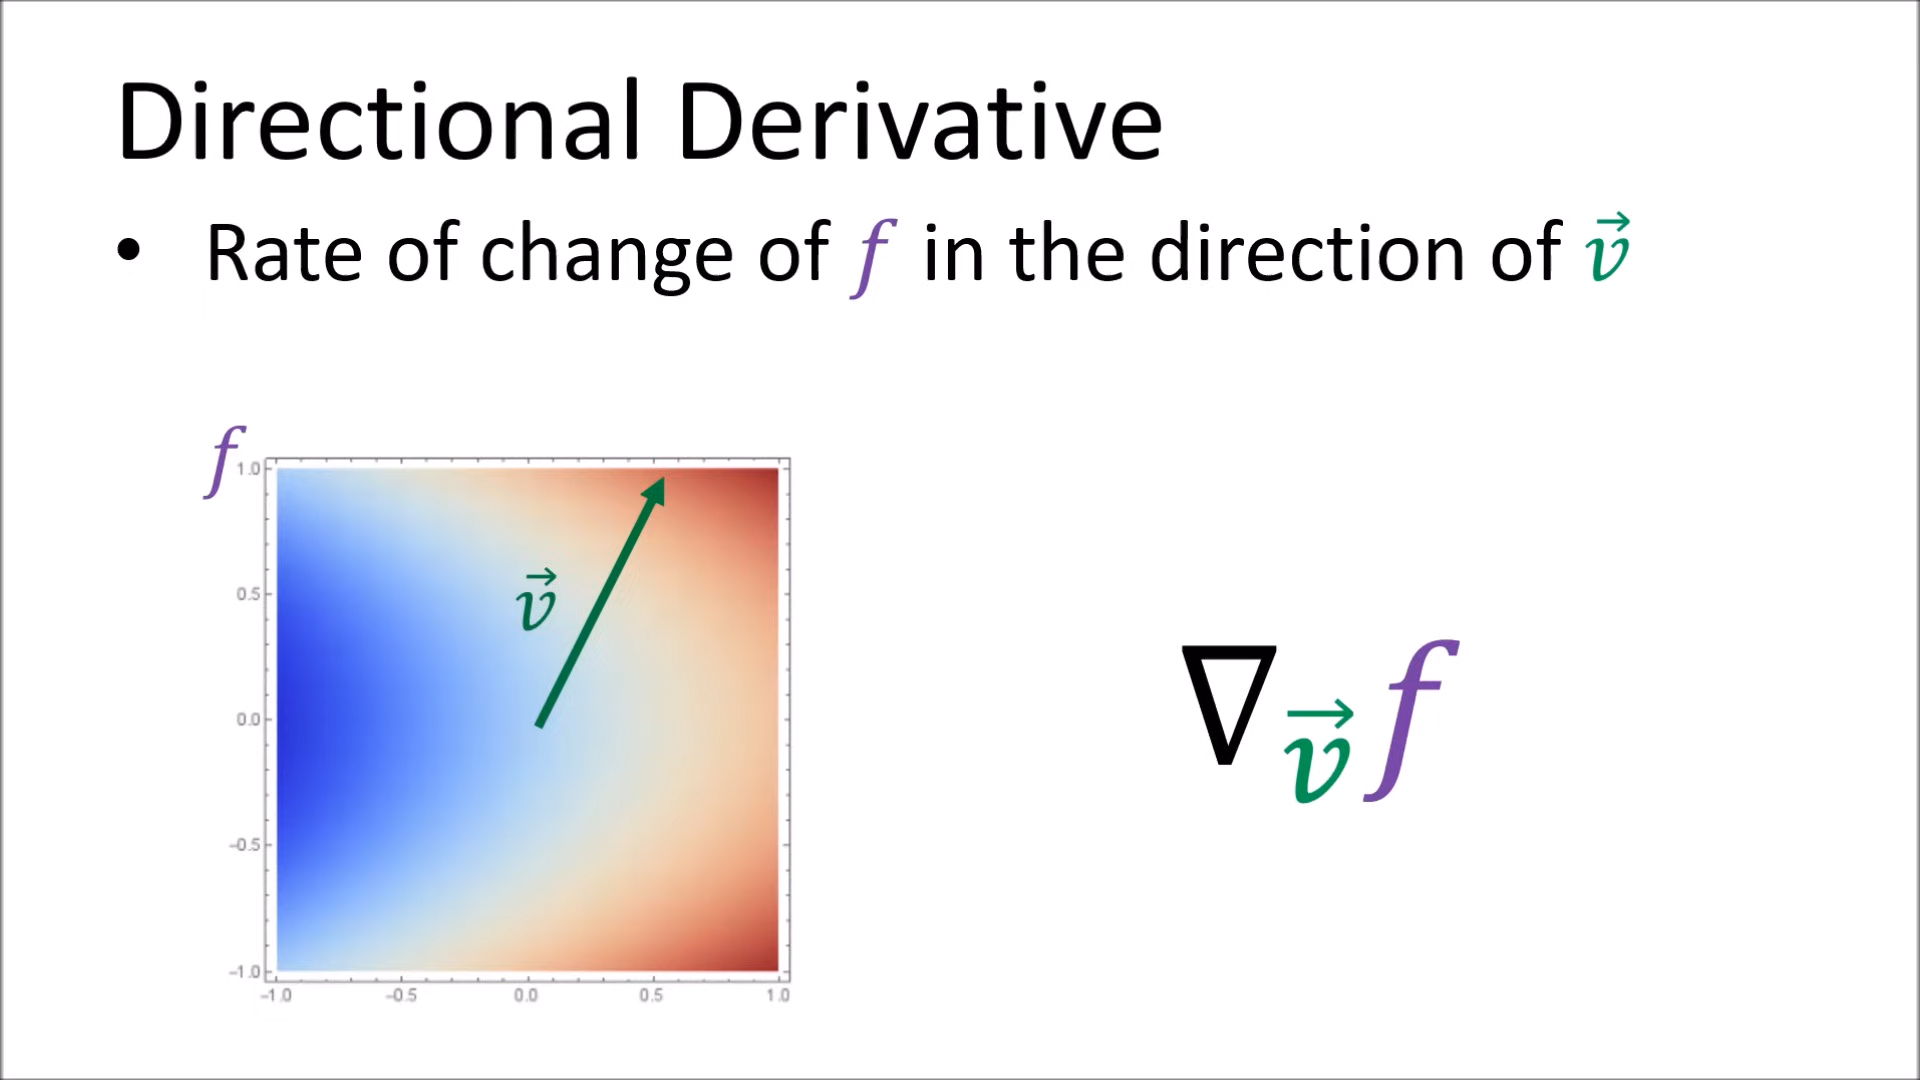 Directional Derivative
• Rate of change of f in the direction of v⃗
f
1.0
0.5
v⃗
0.0
∇v⃗ f
−0.5
−1.0
−1.0 −0.5 0.0 0.5 1.0